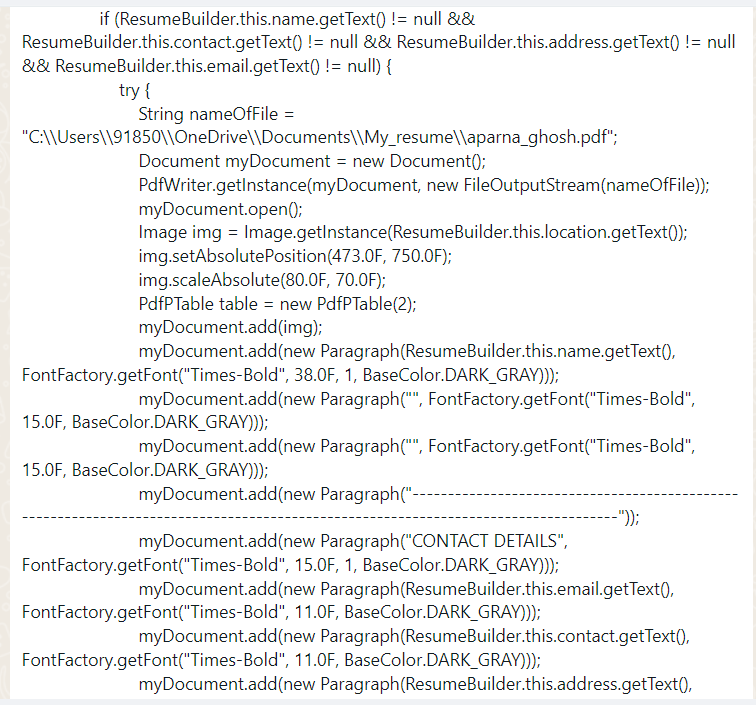 if (ResumeBuilder.this.name.getText() != null &&
ResumeBuilder.this.contact.getText() != null && ResumeBuilder.this.address.getText() != null
&& ResumeBuilder.this.email.getText() != null) {
try {
String nameOfFile =
"C:\\Users\\91850\\OneDrive\\Documents\\My_resume\\aparna_ghosh.pdf";
Document myDocument = new Document();
PdfWriter.getInstance(myDocument, new FileOutputStream(nameOfFile));
myDocument.open();
Image img = Image.getInstance(ResumeBuilder.this.location.getText());
img.setAbsolutePosition(473.0F, 750.0F);
img.scaleAbsolute(80.0F, 70.0F);
PdfPTable table = new PdfPTable(2);
myDocument.add(img);
myDocument.add(new Paragraph(ResumeBuilder.this.name.getText(),
FontFactory.getFont("Times-Bold", 38.0F, 1, BaseColor.DARK_GRAY)));
myDocument.add(new Paragraph("", FontFactory.getFont("Times-Bold",
15.0F, BaseColor.DARK_GRAY)));
myDocument.add(new Paragraph("", FontFactory.getFont("Times-Bold",
15.0F, BaseColor.DARK_GRAY)));
myDocument.add(new Paragraph("----------------------------------------------
------------------------------------------------------------------------------------"));
myDocument.add(new Paragraph("CONTACT DETAILS",
FontFactory.getFont("Times-Bold", 15.0F, 1, BaseColor.DARK_GRAY)));
myDocument.add(new Paragraph(ResumeBuilder.this.email.getText(),
FontFactory.getFont("Times-Bold", 11.0F, BaseColor.DARK_GRAY)));
myDocument.add(new Paragraph(ResumeBuilder.this.contact.getText(),
FontFactory.getFont("Times-Bold", 11.0F, BaseColor.DARK_GRAY)));
myDocument.add(new Paragraph(ResumeBuilder.this.address.getText(),